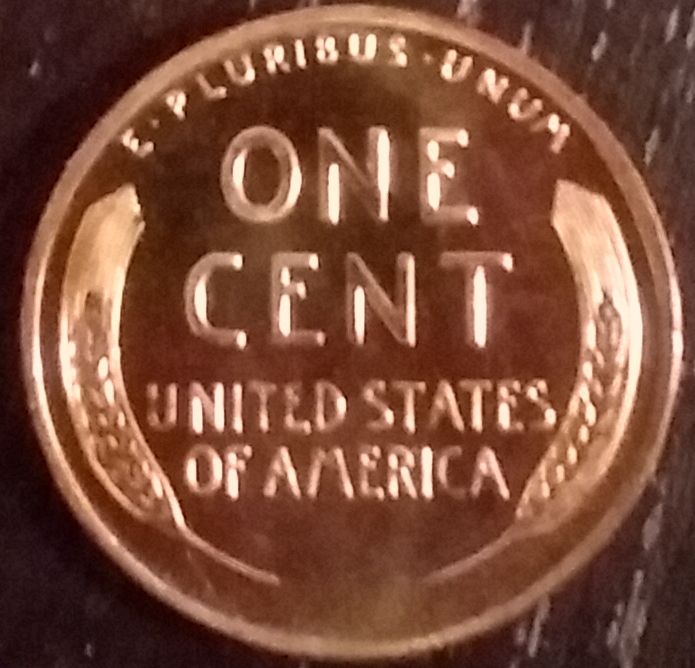 E·PLURIBUS·UNUM
ONE
CENT
UNITED STATES
OF AMERICA